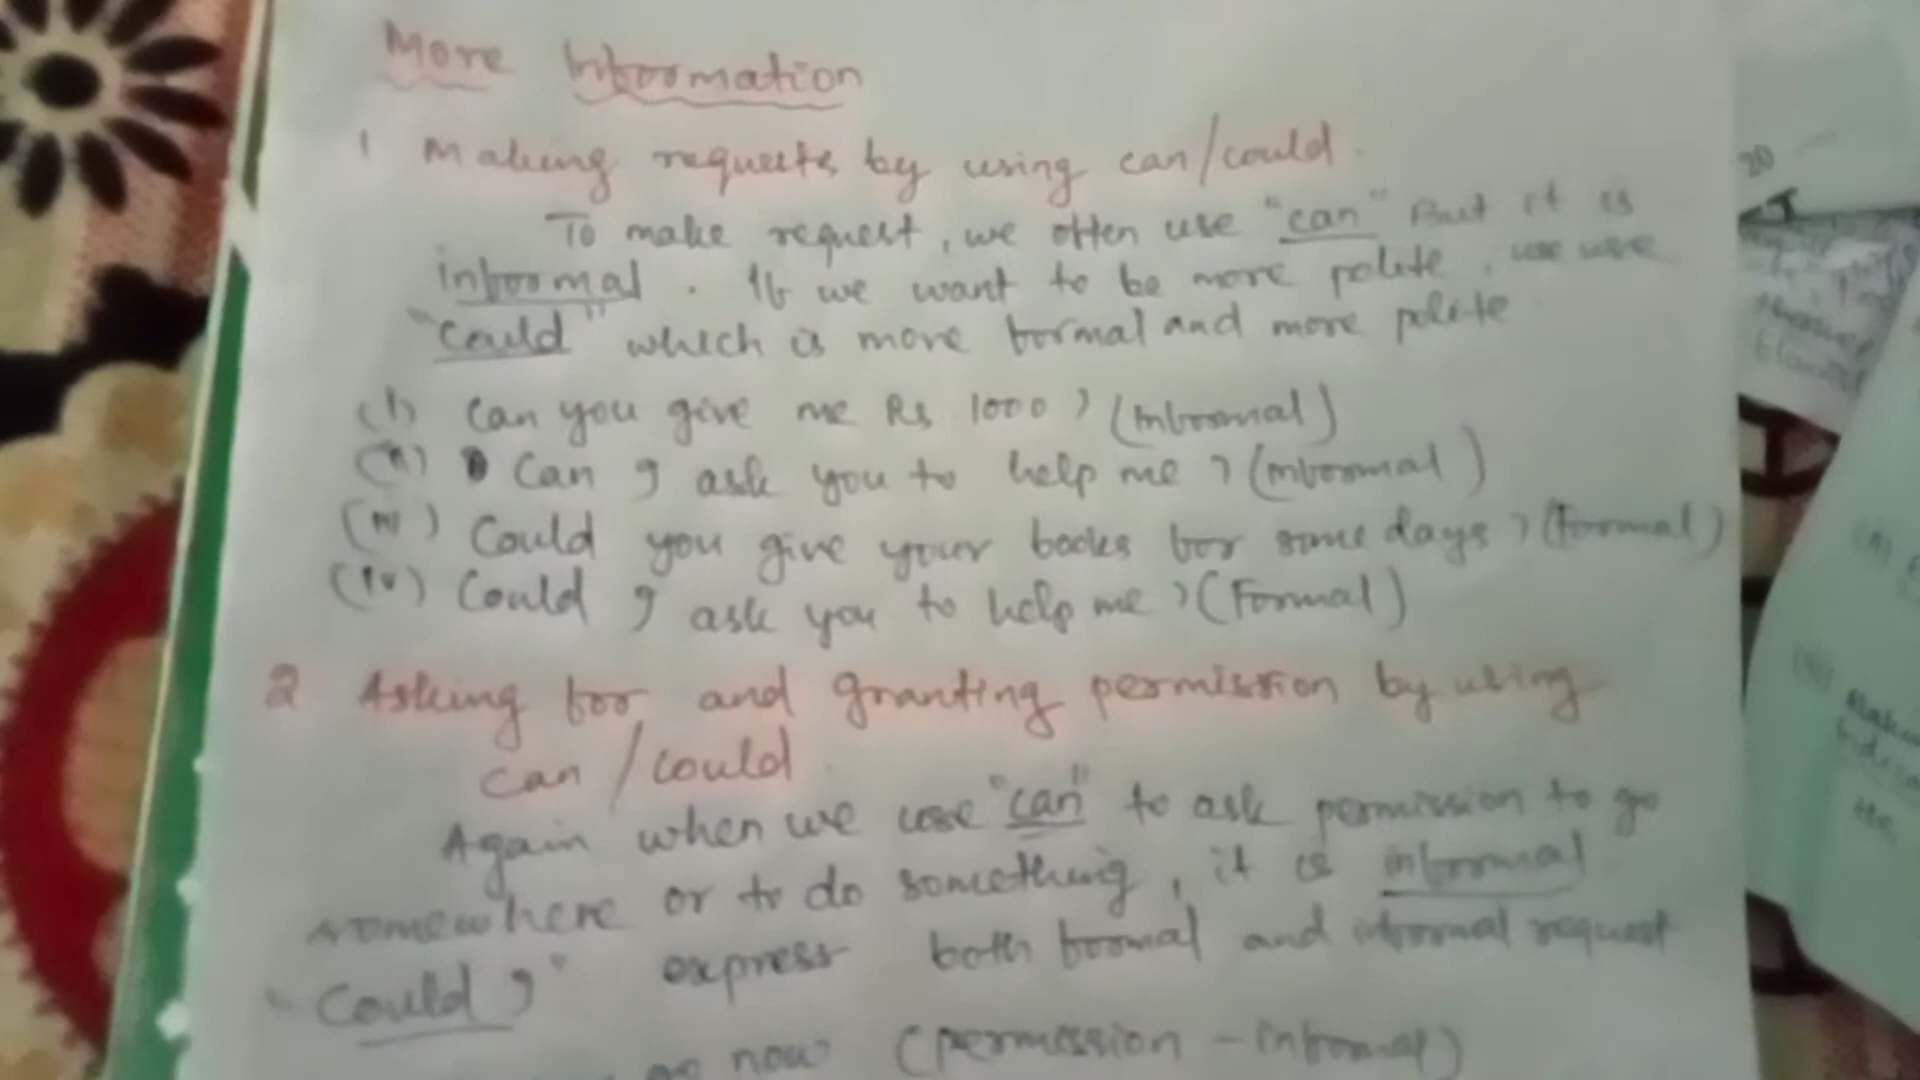 More Information
1 Making requests by using can/could.
To make request, we often use "can" But it is
informal. If we want to be more polite, we use
"Could" which is more formal and more polite
(i) Can you give me Rs 1000? (Informal)
(ii) Can I ask you to help me? (Informal)
(iii) Could you give your books for some days? (Formal)
(iv) Could I ask you to help me? (Formal)
2 Asking for and granting permission by using
can/could
Again when we use "can" to ask permission to go
somewhere or to do something, it is informal
"Could I" express both formal and informal request
go now (permission - informal)
20